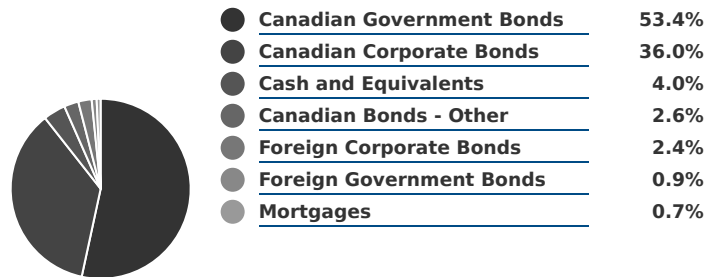 Canadian Government Bonds 53.4%
Canadian Corporate Bonds 36.0%
Cash and Equivalents 4.0%
Canadian Bonds - Other 2.6%
Foreign Corporate Bonds 2.4%
Foreign Government Bonds 0.9%
Mortgages 0.7%